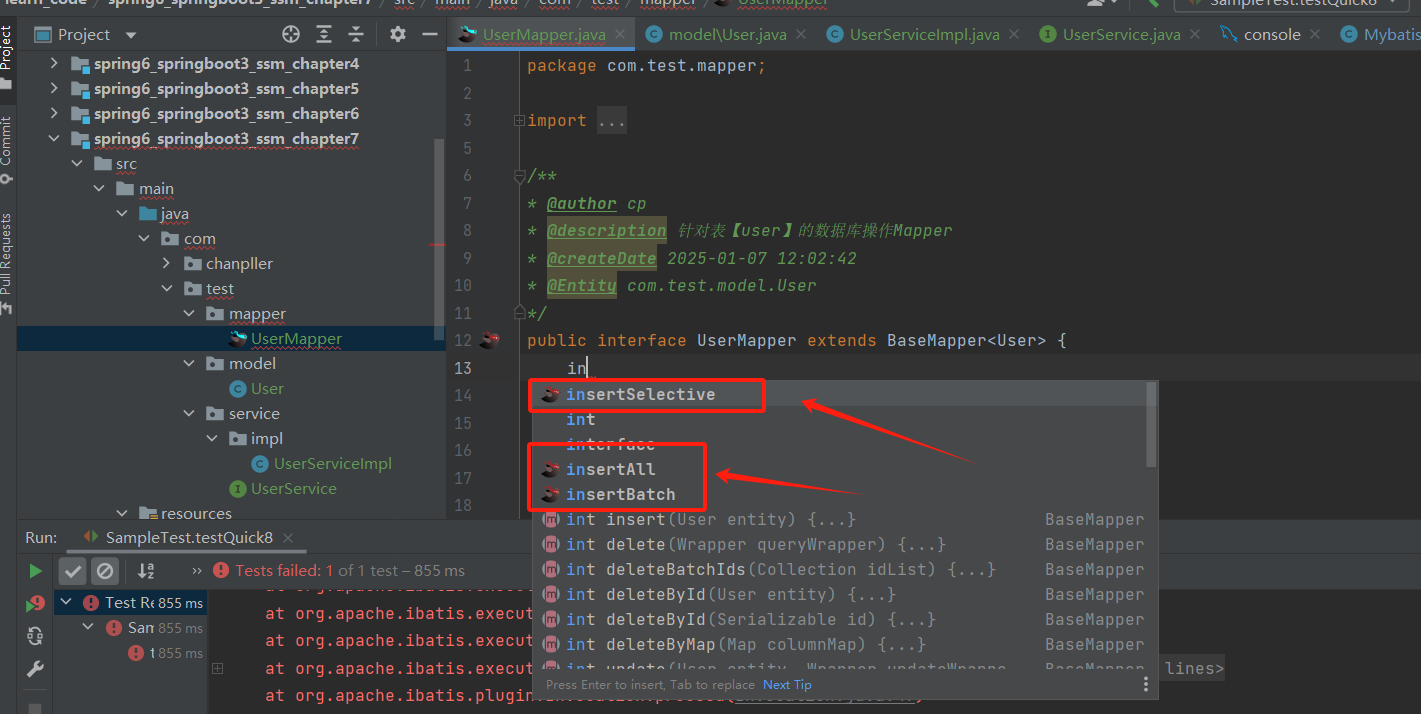 learn_code / spring6_springboot3_ssm_chapter7 / src / main / java / com / test / mapper / UserMapper
SampleTest.testQuick8
Project
Commit
Pull Requests
Project
spring6_springboot3_ssm_chapter4
spring6_springboot3_ssm_chapter5
spring6_springboot3_ssm_chapter6
spring6_springboot3_ssm_chapter7
src
main
java
com
chanpller
test
mapper
UserMapper
model
User
service
impl
UserServiceImpl
UserService
resources
UserMapper.java
model\User.java
UserServiceImpl.java
UserService.java
console
Mybatis
1 package com.test.mapper;
2
3 import ...
5
6 /**
7 * @author cp
8 * @description 针对表【user】的数据库操作Mapper
9 * @createDate 2025-01-07 12:02:42
10 * @Entity com.test.model.User
11 */
12 public interface UserMapper extends BaseMapper<User> {
13 in
14
15
16
17
18
insertSelective
int
interface
insertAll
insertBatch
int insert(User entity) {...} BaseMapper
int delete(Wrapper queryWrapper) {...} BaseMapper
int deleteBatchIds(Collection idList) {...} BaseMapper
int deleteById(User entity) {...} BaseMapper
int deleteById(Serializable id) {...} BaseMapper
int deleteByMap(Map columnMap) {...} BaseMapper
int update(User entity, Wrapper updateWrappe BaseMapper
Press Enter to insert, Tab to replace Next Tip
Run: SampleTest.testQuick8
Tests failed: 1 of 1 test – 855 ms
Test Re 855 ms
Sam 855 ms
t 855 ms
at org.apache.ibatis.execut
at org.apache.ibatis.execut
at org.apache.ibatis.execut
at org.apache.ibatis.execut lines>
at org.apache.ibatis.plugin.Invocation.proceed(